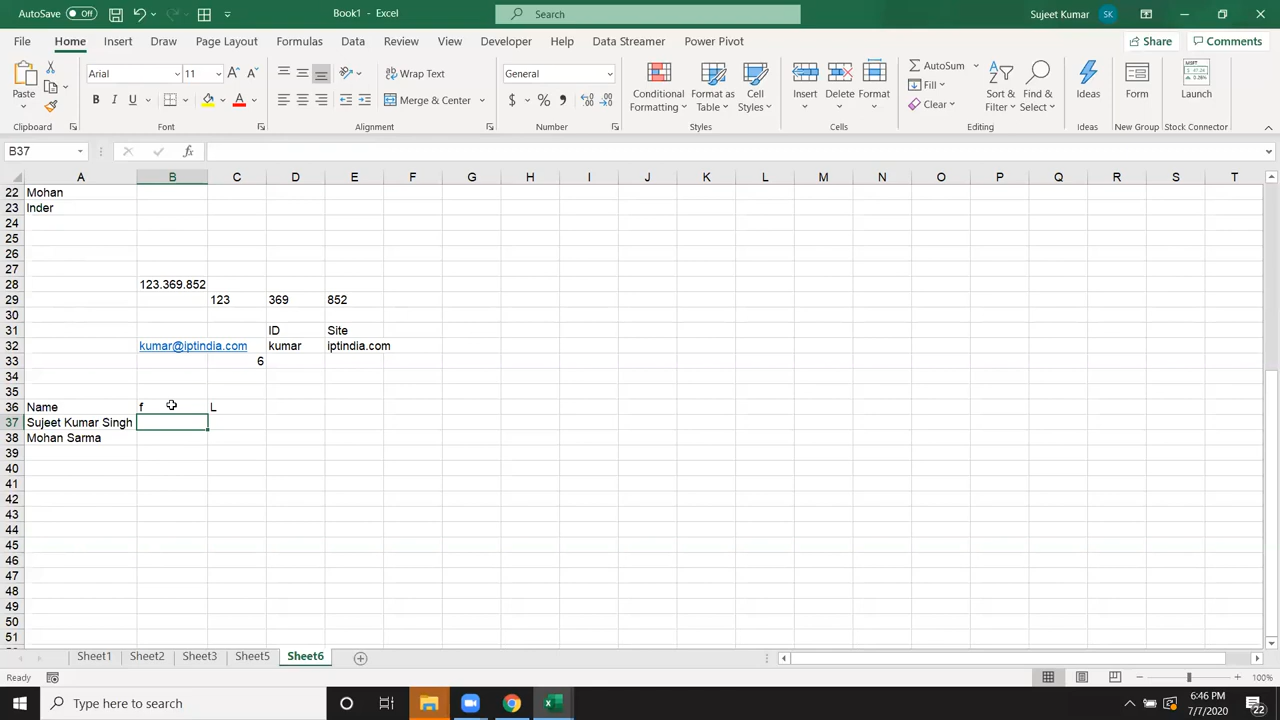 AutoSave Off
Book1 - Excel
Search
Sujeet Kumar SK
File Home Insert Draw Page Layout Formulas Data Review View Developer Help Data Streamer Power Pivot Share Comments
Paste
Arial 11
B I U
Wrap Text
Merge & Center
General
$ % ,
Conditional Formatting
Format as Table
Cell Styles
Insert Delete Format
AutoSum
Fill
Clear
Sort & Filter
Find & Select
Ideas
Form
MSFT
Launch
Clipboard Font Alignment Number Styles Cells Editing Ideas New Group Stock Connector
B37 fx
A B C D E F G H I J K L M N O P Q R S T
22 Mohan
23 Inder
24
25
26
27
28 123.369.852
29 123 369 852
30
31 ID Site
32 kumar@iptindia.com kumar iptindia.com
33 6
34
35
36 Name f L
37 Sujeet Kumar Singh
38 Mohan Sarma
39
40
41
42
43
44
45
46
47
48
49
50
51
Sheet1 Sheet2 Sheet3 Sheet5 Sheet6
Ready 100%
Type here to search
6:46 PM
7/7/2020
22